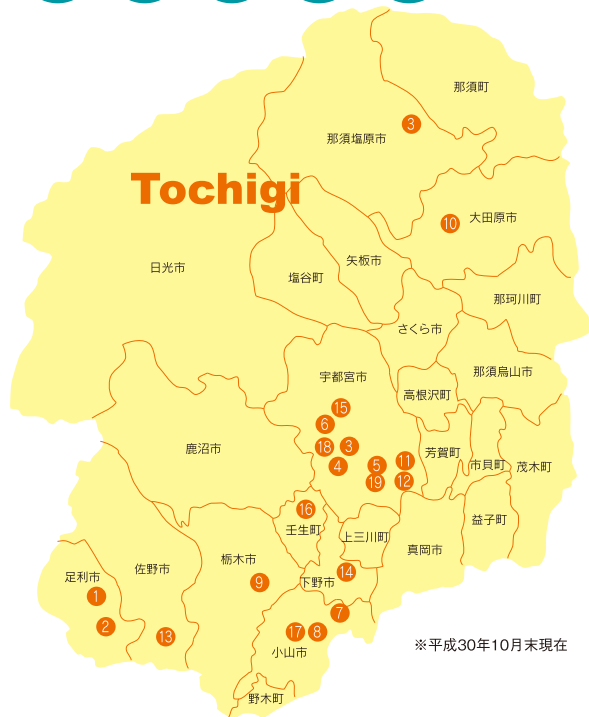 那須町
3
那須塩原市
Tochigi
10
大田原市
矢板市
日光市
塩谷町
那珂川町
さくら市
那須烏山市
宇都宮市
高根沢町
15
6
18
3
鹿沼市
芳賀町
11
4
5
市貝町
茂木町
19
12
16
益子町
壬生町
上三川町
真岡市
栃木市
佐野市
足利市
14
9
下野市
1
7
2
13
17
8
※平成30年10月末現在
小山市
野木町